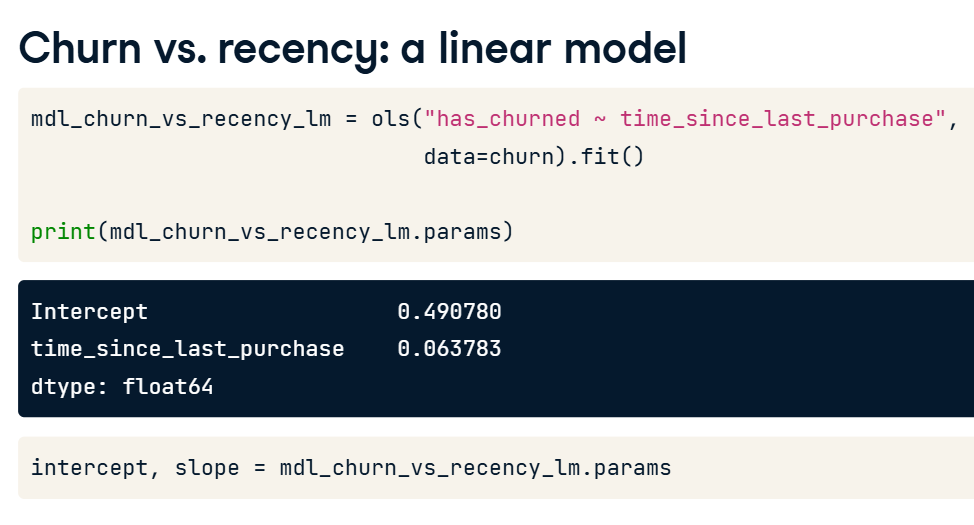 Churn vs. recency: a linear model
mdl_churn_vs_recency_lm = ols("has_churned ~ time_since_last_purchase",
data=churn).fit()
print(mdl_churn_vs_recency_lm.params)
Intercept 0.490780
time_since_last_purchase 0.063783
dtype: float64
intercept, slope = mdl_churn_vs_recency_lm.params